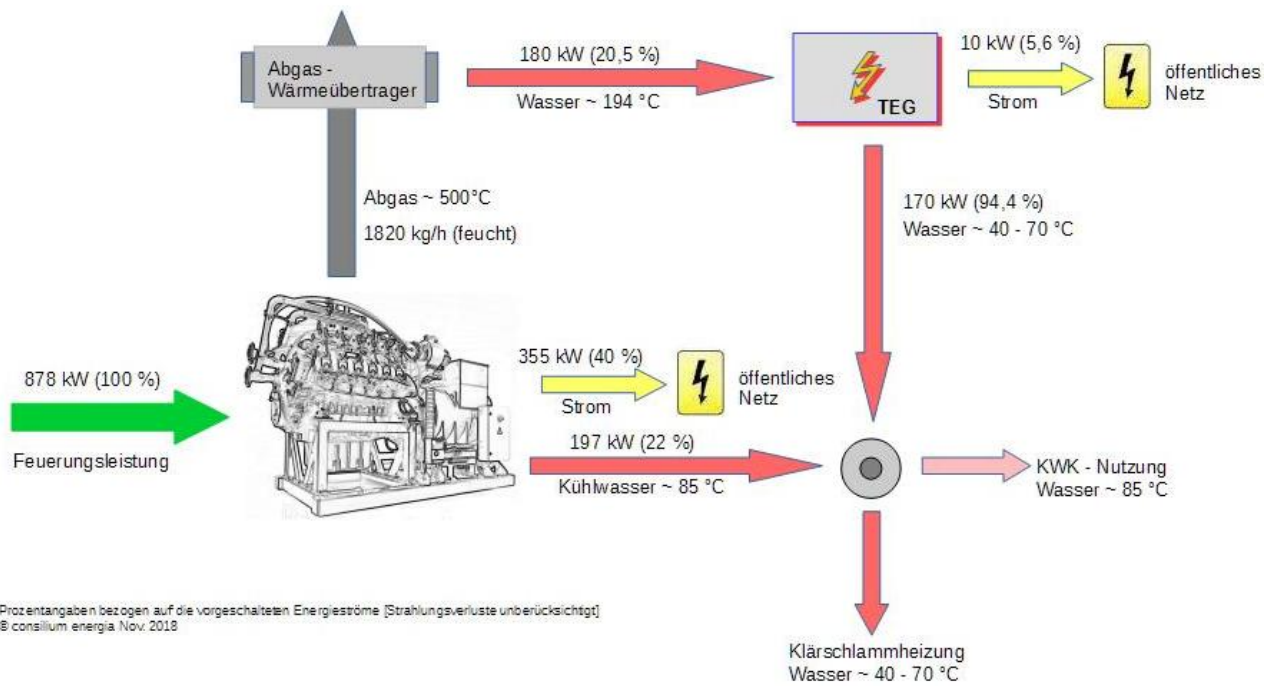 Abgas -
Wärmeübertrager
180 kW (20,5 %)
Wasser ~ 194 °C
TEG
10 kW (5,6 %)
Strom
öffentliches
Netz
Abgas ~ 500°C
1820 kg/h (feucht)
170 kW (94,4 %)
Wasser ~ 40 - 70 °C
878 kW (100 %)
Feuerungsleistung
355 kW (40 %)
Strom
öffentliches
Netz
197 kW (22 %)
Kühlwasser ~ 85 °C
KWK - Nutzung
Wasser ~ 85 °C
Prozentangaben bezogen auf die vorgeschalteten Energieströme [Strahlungsverluste unberücksichtigt]
© consilium energia Nov. 2018
Klärschlammheizung
Wasser ~ 40 - 70 °C